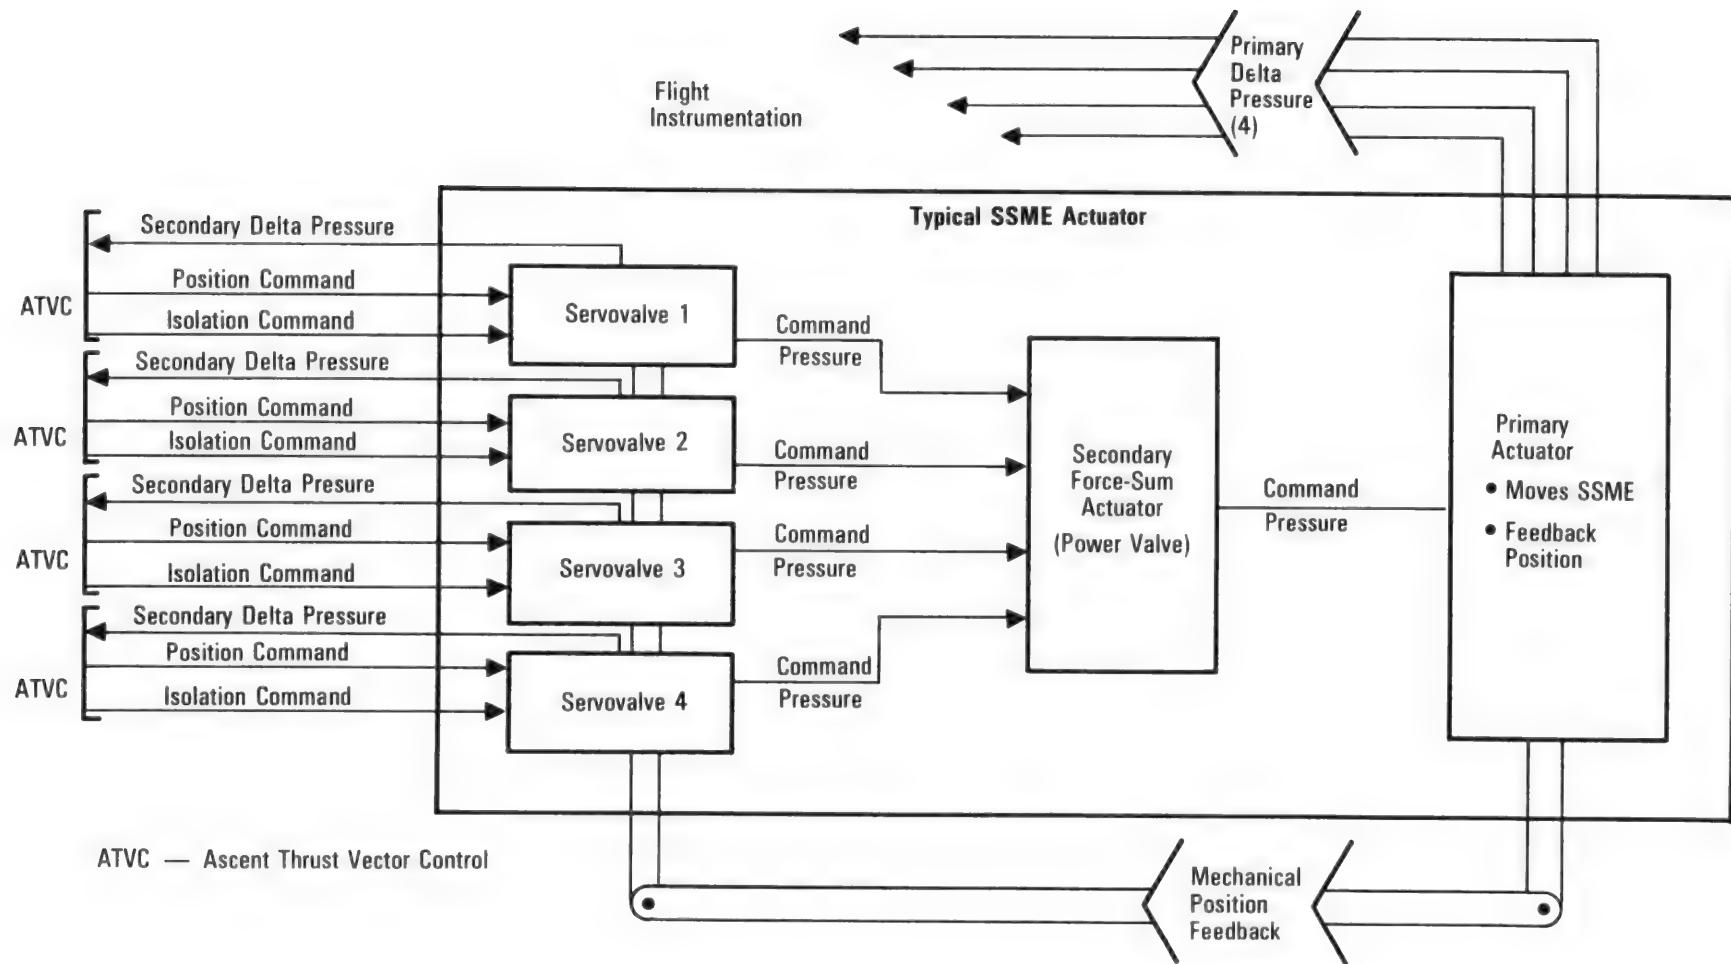 Primary
Delta
Pressure
(4)
Flight
Instrumentation
Typical SSME Actuator
Secondary Delta Pressure
Position Command
ATVC
Isolation Command
Servovalve 1
Command
Pressure
Secondary Delta Pressure
Position Command
ATVC
Isolation Command
Servovalve 2
Command
Pressure
Secondary Delta Presure
Position Command
ATVC
Isolation Command
Servovalve 3
Command
Pressure
Secondary Delta Pressure
Position Command
ATVC
Isolation Command
Servovalve 4
Command
Pressure
Secondary
Force-Sum
Actuator
(Power Valve)
Command
Pressure
Primary
Actuator
● Moves SSME
● Feedback
Position
ATVC — Ascent Thrust Vector Control
Mechanical
Position
Feedback